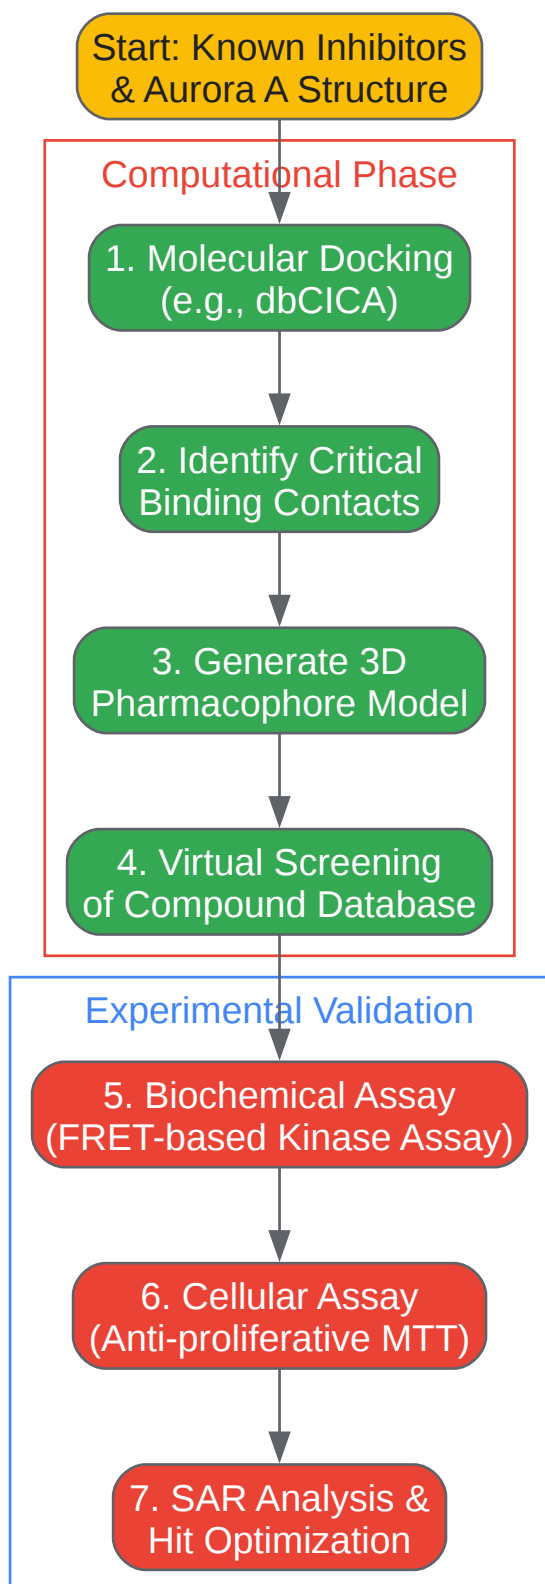 Start: Known Inhibitors
& Aurora A Structure
Computational Phase
1. Molecular Docking
(e.g., dbCICA)
2. Identify Critical
Binding Contacts
3. Generate 3D
Pharmacophore Model
4. Virtual Screening
of Compound Database
Experimental Validation
5. Biochemical Assay
(FRET-based Kinase Assay)
6. Cellular Assay
(Anti-proliferative MTT)
7. SAR Analysis &
Hit Optimization